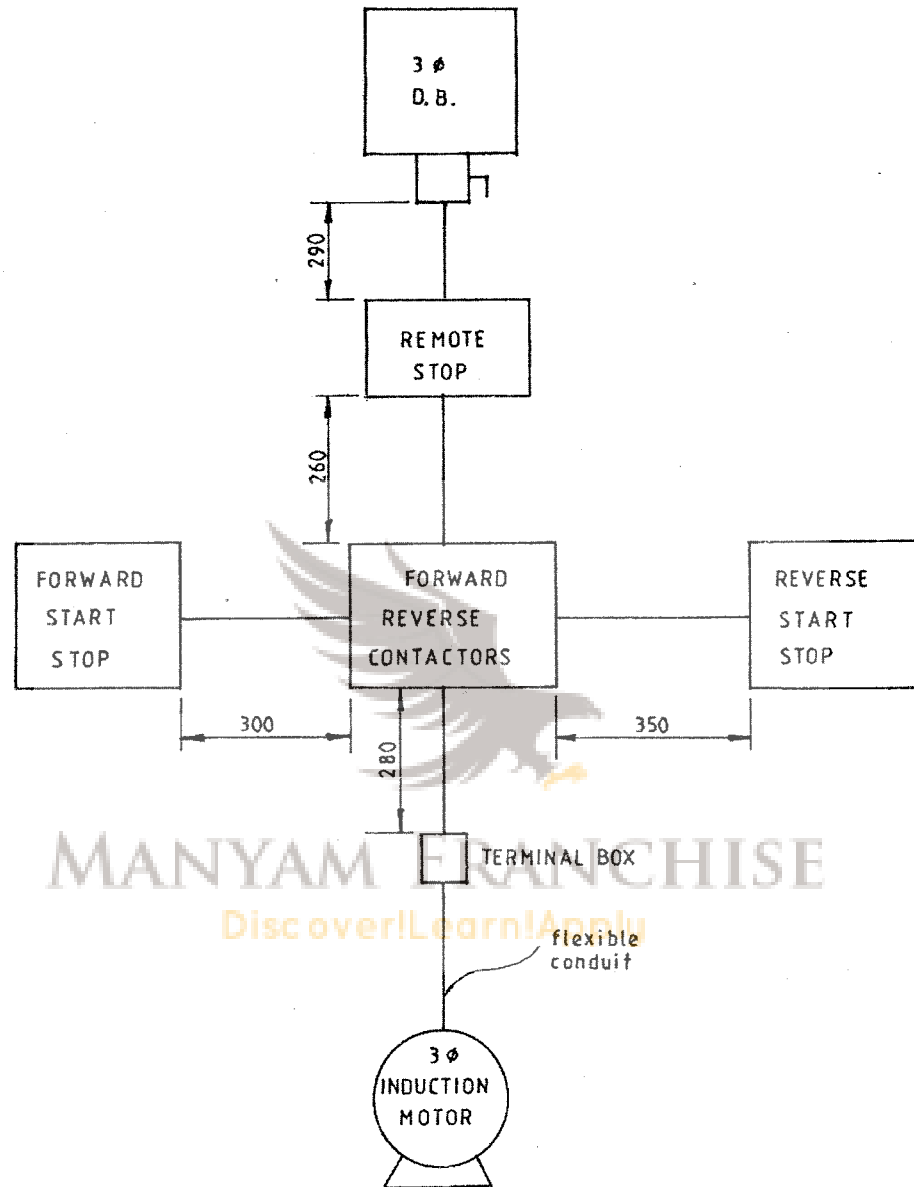 3 ϕ
D.B.
290
REMOTE
STOP
260
FORWARD
START
STOP
FORWARD
REVERSE
CONTACTORS
REVERSE
START
STOP
300
280
350
TERMINAL BOX
MANYAM FRANCHISE
Discover!Learn!Apply
flexible
conduit
3 ϕ
INDUCTION
MOTOR